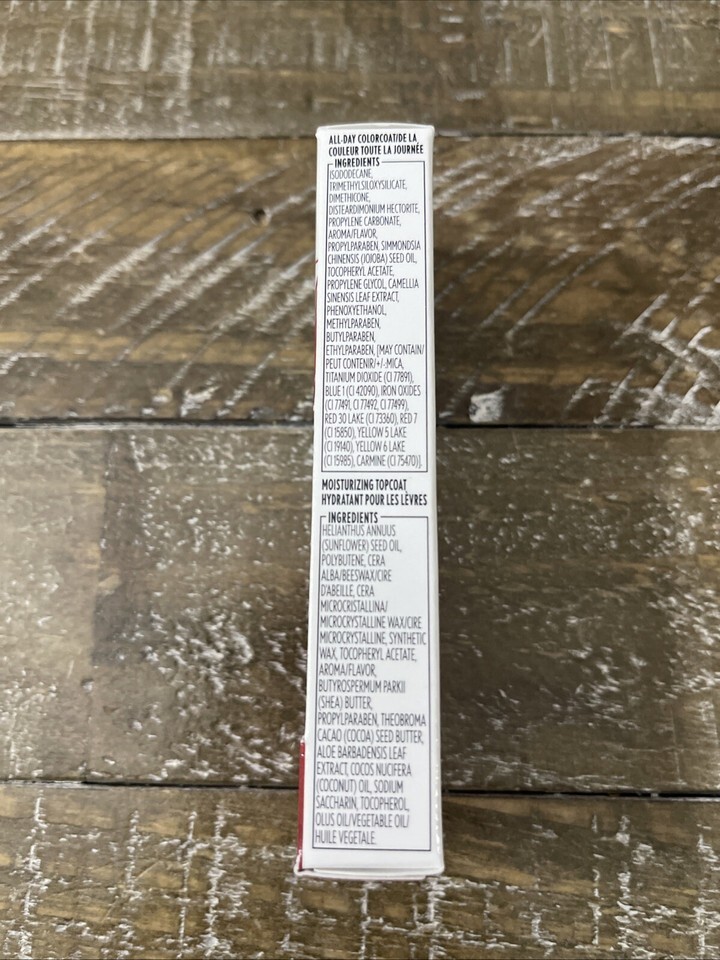 ALL-DAY COLORCOAT/DE LA
COULEUR TOUTE LA JOURNÉE
INGREDIENTS
ISODODECANE,
TRIMETHYLSILOXYSILICATE,
DIMETHICONE,
DISTEARDIMONIUM HECTORITE,
PROPYLENE CARBONATE,
AROMA/FLAVOR,
PROPYLPARABEN, SIMMONDSIA
CHINENSIS (JOJOBA) SEED OIL,
TOCOPHERYL ACETATE,
PROPYLENE GLYCOL, CAMELLIA
SINENSIS LEAF EXTRACT,
PHENOXYETHANOL,
METHYLPARABEN,
BUTYLPARABEN,
ETHYLPARABEN, [MAY CONTAIN/
PEUT CONTENIR/+/-:MICA,
TITANIUM DIOXIDE (CI 77891),
BLUE 1 (CI 42090), IRON OXIDES
(CI 77491, CI 77492, CI 77499),
RED 30 LAKE (CI 73360), RED 7
(CI 15850), YELLOW 5 LAKE
(CI 19140), YELLOW 6 LAKE
(CI 15985), CARMINE (CI 75470)].
MOISTURIZING TOPCOAT
HYDRATANT POUR LES LÈVRES
INGREDIENTS
HELIANTHUS ANNUUS
(SUNFLOWER) SEED OIL,
POLYBUTENE, CERA
ALBA/BEESWAX/CIRE
D'ABEILLE, CERA
MICROCRISTALLINA/
MICROCRYSTALLINE WAX/CIRE
MICROCRYSTALLINE, SYNTHETIC
WAX, TOCOPHERYL ACETATE,
AROMA/FLAVOR,
BUTYROSPERMUM PARKII
(SHEA) BUTTER,
PROPYLPARABEN, THEOBROMA
CACAO (COCOA) SEED BUTTER,
ALOE BARBADENSIS LEAF
EXTRACT, COCOS NUCIFERA
(COCONUT) OIL, SODIUM
SACCHARIN, TOCOPHEROL,
OLUS OIL/VEGETABLE OIL/
HUILE VEGETALE.